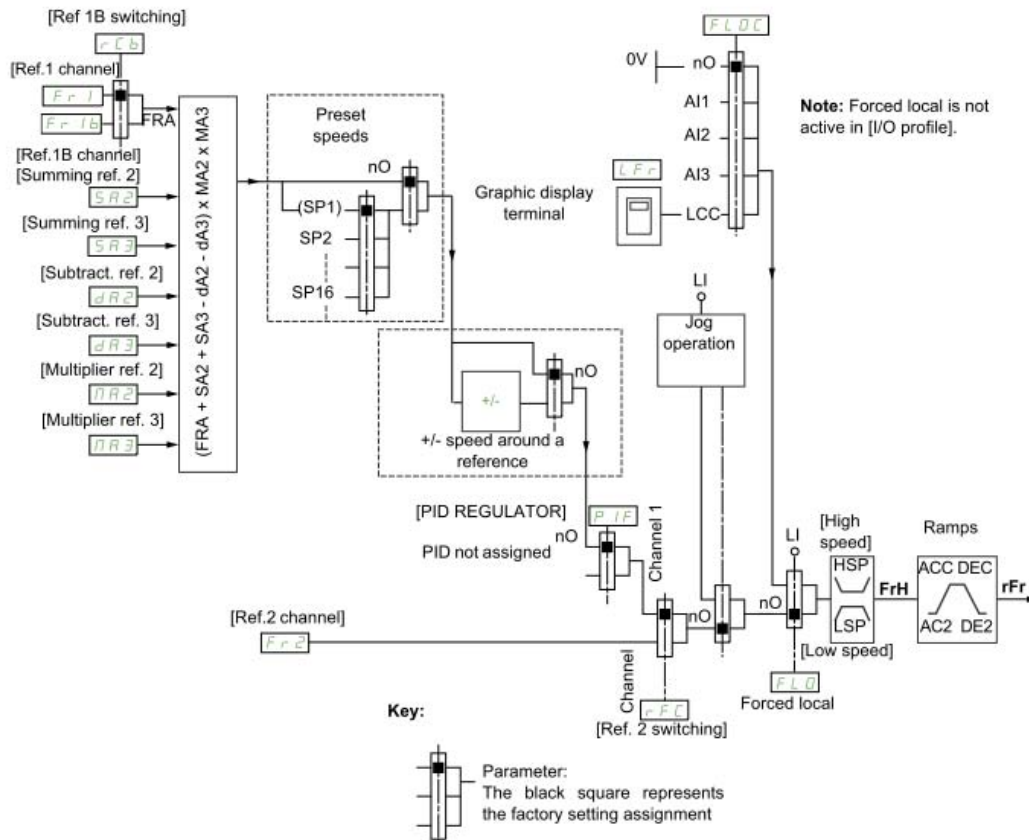 [Ref 1B switching]
rCb
[Ref.1 channel]
Fr1
Fr1b
FRA
[Ref.1B channel]
[Summing ref. 2]
SA2
[Summing ref. 3]
SA3
[Subtract. ref. 2]
dA2
[Subtract. ref. 3]
dA3
[Multiplier ref. 2]
MA2
[Multiplier ref. 3]
MA3
(FRA + SA2 + SA3 - dA2 - dA3) x MA2 x MA3
Preset
speeds
nO
(SP1)
SP2
SP16
+/-
nO
+/- speed around a
reference
FLOC
0V
nO
AI1
AI2
AI3
LCC
LFr
Graphic display
terminal
Note: Forced local is not
active in [I/O profile].
LI
Jog
operation
[PID REGULATOR]
PIF
nO
PID not assigned
Channel 1
[Ref.2 channel]
Fr2
Channel
rFC
[Ref. 2 switching]
nO
nO
LI
FLO
Forced local
[High
speed]
HSP
LSP
[Low speed]
FrH
Ramps
ACC DEC
AC2 DE2
rFr
Key:
Parameter:
The black square represents
the factory setting assignment